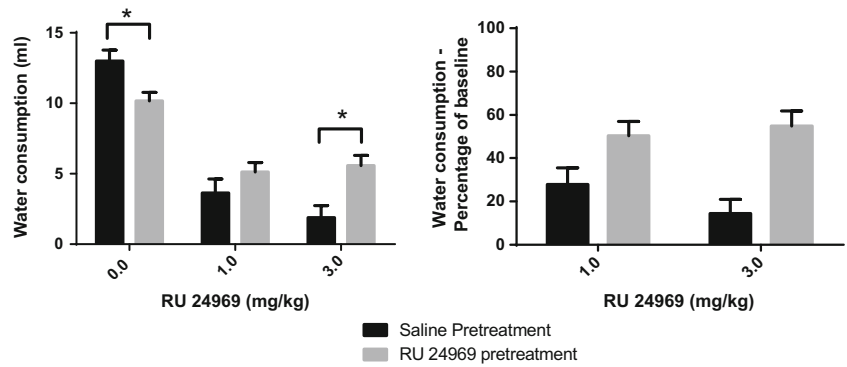 *
*
15
10
5
0
Water consumption (ml)
0.0
1.0
3.0
RU 24969 (mg/kg)
100
80
60
40
20
0
Water consumption -
Percentage of baseline
1.0
3.0
RU 24969 (mg/kg)
Saline Pretreatment
RU 24969 pretreatment